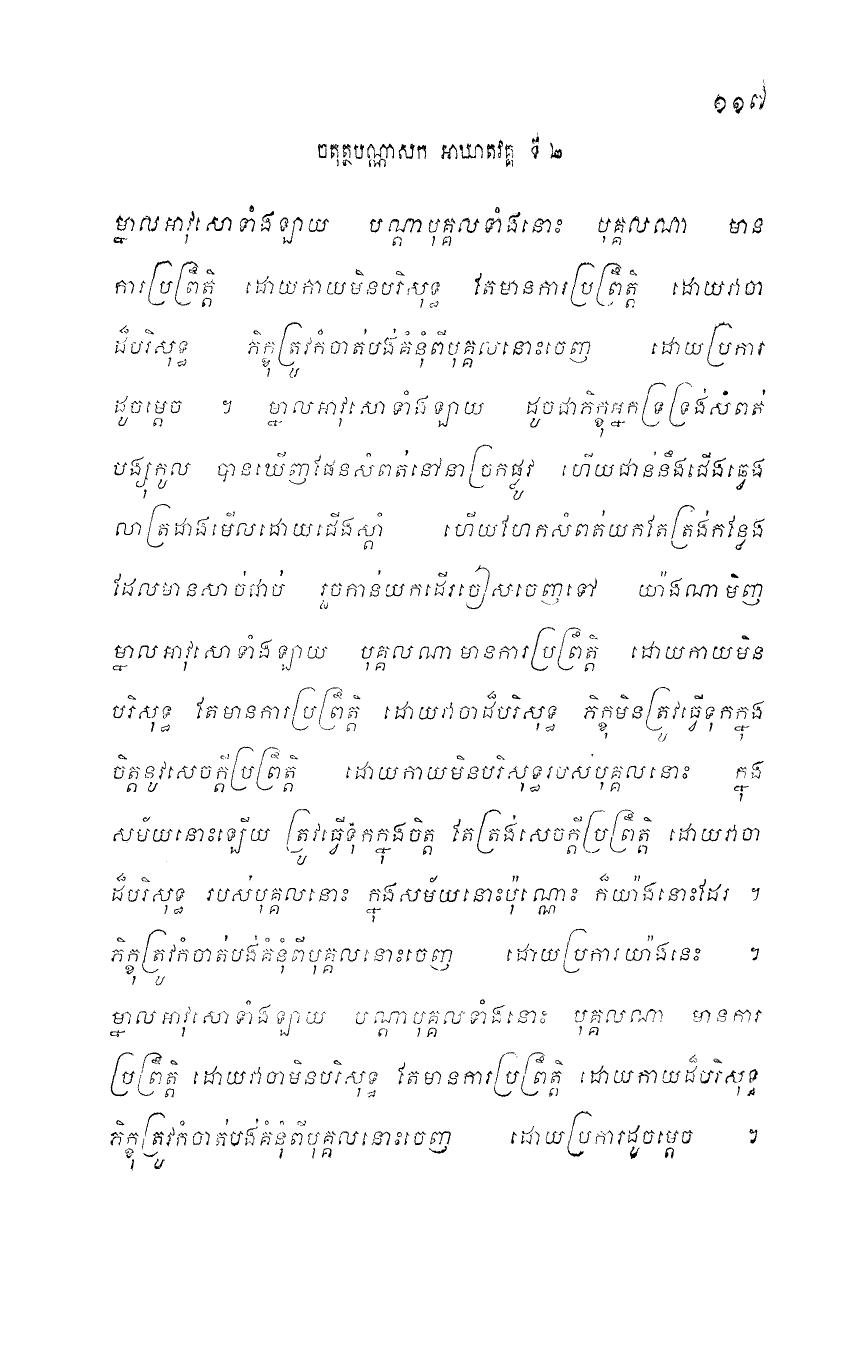 ១១៧
ចតុត្ថបណ្ណាសក អាឃាតវគ្គ ទី ២
ម្នាលអាវុសោទាំងឡាយ បណ្តាបុគ្គលទាំងនោះ បុគ្គលណា មាន
ការប្រព្រឹត្តិ ដោយកាយមិនបរិសុទ្ធ តែមានការប្រព្រឹត្តិ ដោយវាចា
ដ៏បរិសុទ្ធ ភិក្ខុត្រូវកំចាត់បង់គំនុំពីបុគ្គលនោះចេញ ដោយប្រការ
ដូចម្តេច ។ ម្នាលអាវុសោទាំងឡាយ ដូចជាភិក្ខុអ្នកទ្រទ្រង់សំពត់
បង្សុកូល បានឃើញផែនសំពត់នៅនាច្រកផ្លូវ ហើយជាន់នឹងជើងឆ្វេង
លាត្រដាងមើលដោយជើងស្តាំ ហើយហែកសំពត់យកតែត្រង់កន្លែង
ដែលមានសាច់ជាប់ រួចកាន់យកដើរចៀសចេញទៅ យ៉ាងណាមិញ
ម្នាលអាវុសោទាំងឡាយ បុគ្គលណាមានការប្រព្រឹត្តិ ដោយកាយមិន
បរិសុទ្ធ តែមានការប្រព្រឹត្តិ ដោយវាចាដ៏បរិសុទ្ធ ភិក្ខុមិនត្រូវធ្វើទុកក្នុង
ចិត្តនូវសេចក្តីប្រព្រឹត្តិ ដោយកាយមិនបរិសុទ្ធរបស់បុគ្គលនោះ ក្នុង
សម័យនោះឡើយ ត្រូវធ្វើទុកក្នុងចិត្ត តែត្រង់សេចក្តីប្រព្រឹត្តិ ដោយវាចា
ដ៏បរិសុទ្ធ របស់បុគ្គលនោះ ក្នុងសម័យនោះប៉ុណ្ណោះ ក៏យ៉ាងនោះដែរ ។
ភិក្ខុត្រូវកំចាត់បង់គំនុំពីបុគ្គលនោះចេញ ដោយប្រការយ៉ាងនេះ ។
ម្នាលអាវុសោទាំងឡាយ បណ្តាបុគ្គលទាំងនោះ បុគ្គលណា មានការ
ប្រព្រឹត្តិ ដោយវាចាមិនបរិសុទ្ធ តែមានការប្រព្រឹត្តិ ដោយកាយដ៏បរិសុទ្ធ
ភិក្ខុត្រូវកំចាត់បង់គំនុំពីបុគ្គលនោះចេញ ដោយប្រការដូចម្តេច ។